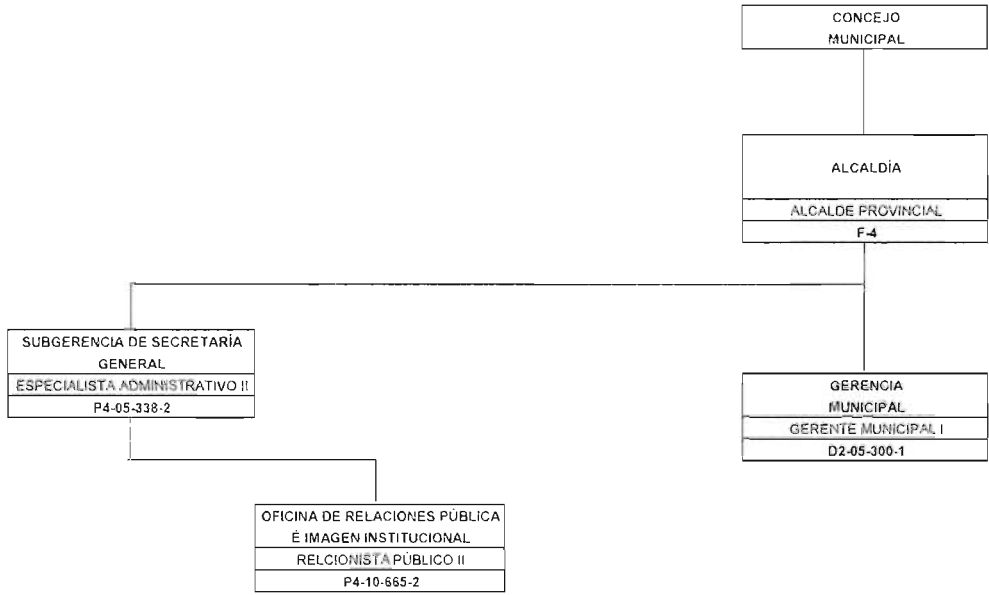 CONCEJO
MUNICIPAL
ALCALDÍA
ALCALDE PROVINCIAL
F-4
SUBGERENCIA DE SECRETARÍA
GENERAL
ESPECIALISTA ADMINISTRATIVO II
P4-05-338-2
GERENCIA
MUNICIPAL
GERENTE MUNICIPAL I
D2-05-300-1
OFICINA DE RELACIONES PÚBLICA
É IMAGEN INSTITUCIONAL
RELCIONISTA PÚBLICO II
P4-10-665-2